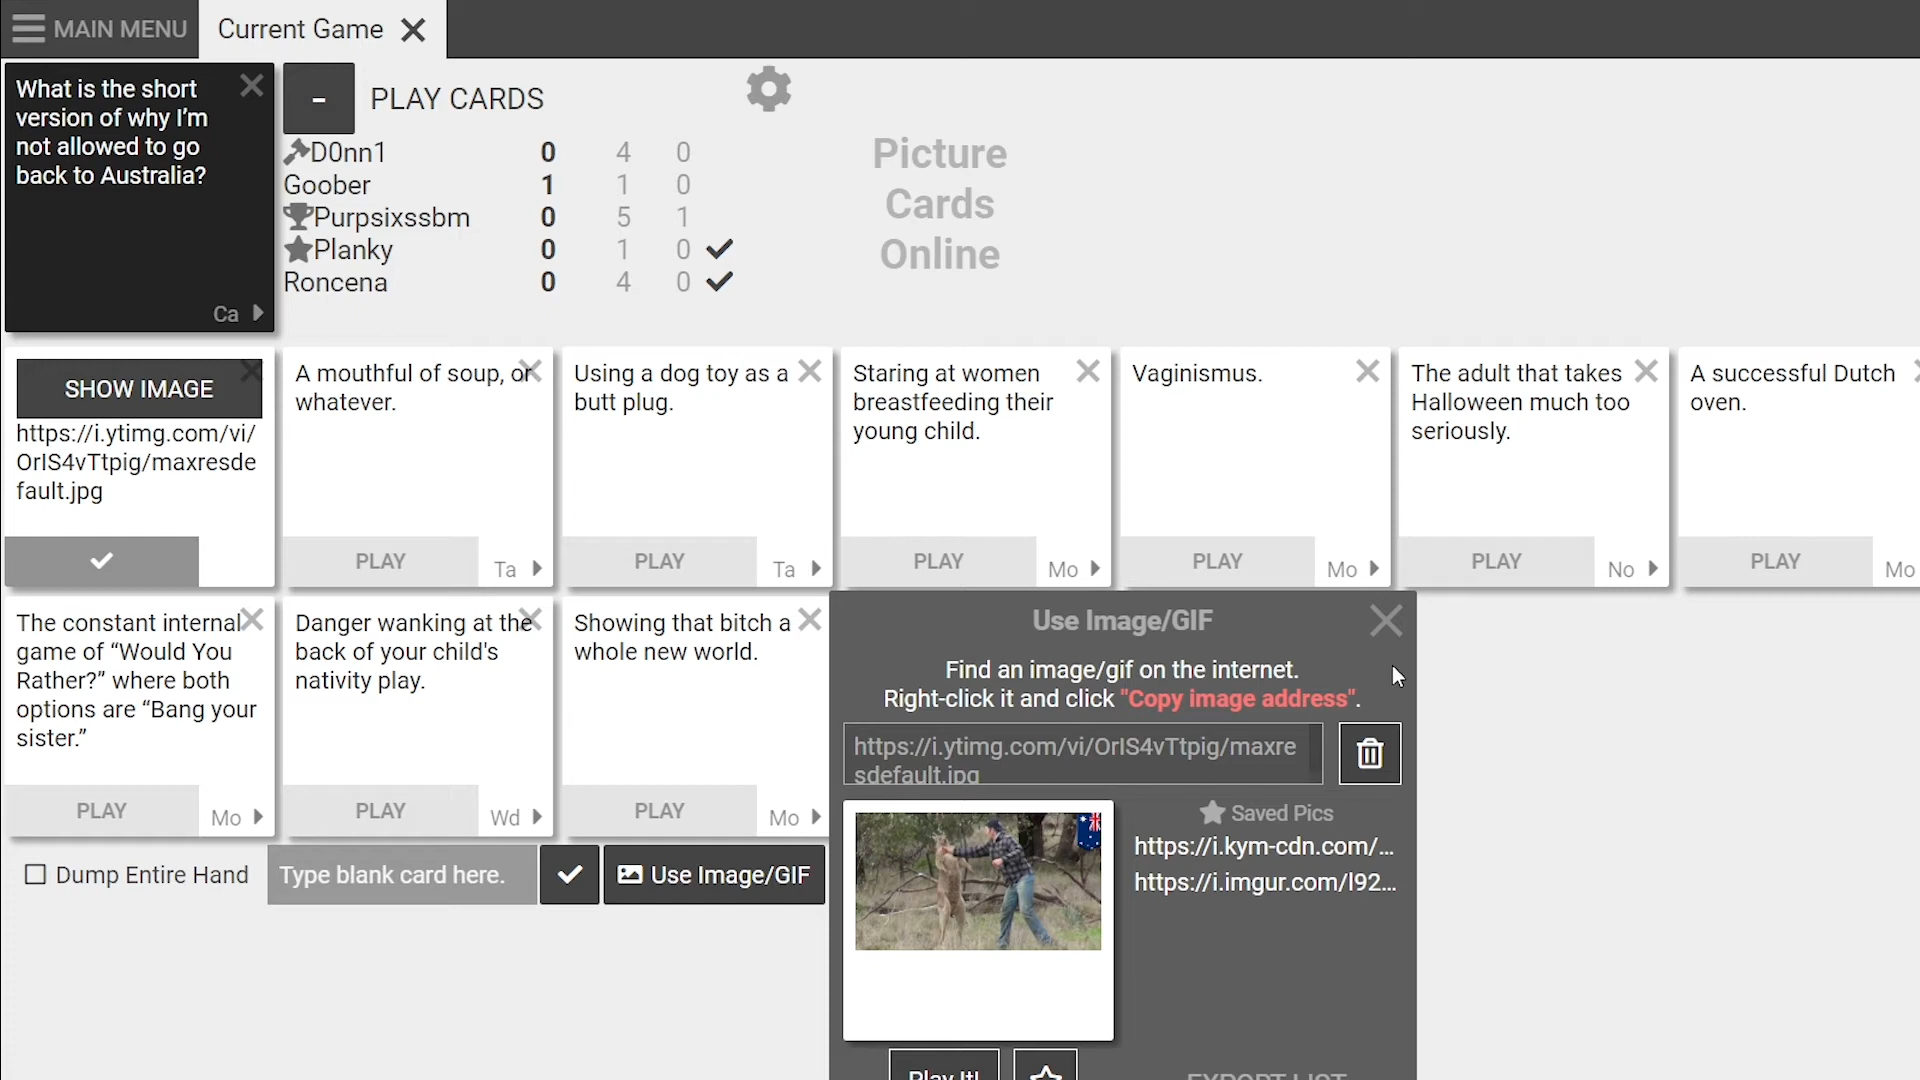 MAIN MENU
Current Game
What is the short
version of why I’m
not allowed to go
back to Australia?
Ca
-
PLAY CARDS
D0nn1 0 4 0
Goober 1 1 0
Purpsixssbm 0 5 1
Planky 0 1 0
Roncena 0 4 0
Picture
Cards
Online
SHOW IMAGE
https://i.ytimg.com/vi/
OrIS4vTtpig/maxresde
fault.jpg
A mouthful of soup, or
whatever.
PLAY
Ta
Using a dog toy as a
butt plug.
PLAY
Ta
Staring at women
breastfeeding their
young child.
PLAY
Mo
Vaginismus.
PLAY
Mo
The adult that takes
Halloween much too
seriously.
PLAY
No
A successful Dutch
oven.
PLAY
Mo
The constant internal
game of “Would You
Rather?” where both
options are “Bang your
sister.”
PLAY
Mo
Danger wanking at the
back of your child's
nativity play.
PLAY
Wd
Showing that bitch a
whole new world.
PLAY
Mo
Dump Entire Hand
Type blank card here.
Use Image/GIF
Use Image/GIF
Find an image/gif on the internet.
Right-click it and click "Copy image address".
https://i.ytimg.com/vi/OrIS4vTtpig/maxre
sdefault.jpg
Saved Pics
https://i.kym-cdn.com/...
https://i.imgur.com/l92...
Play It!
EXPORT LIST